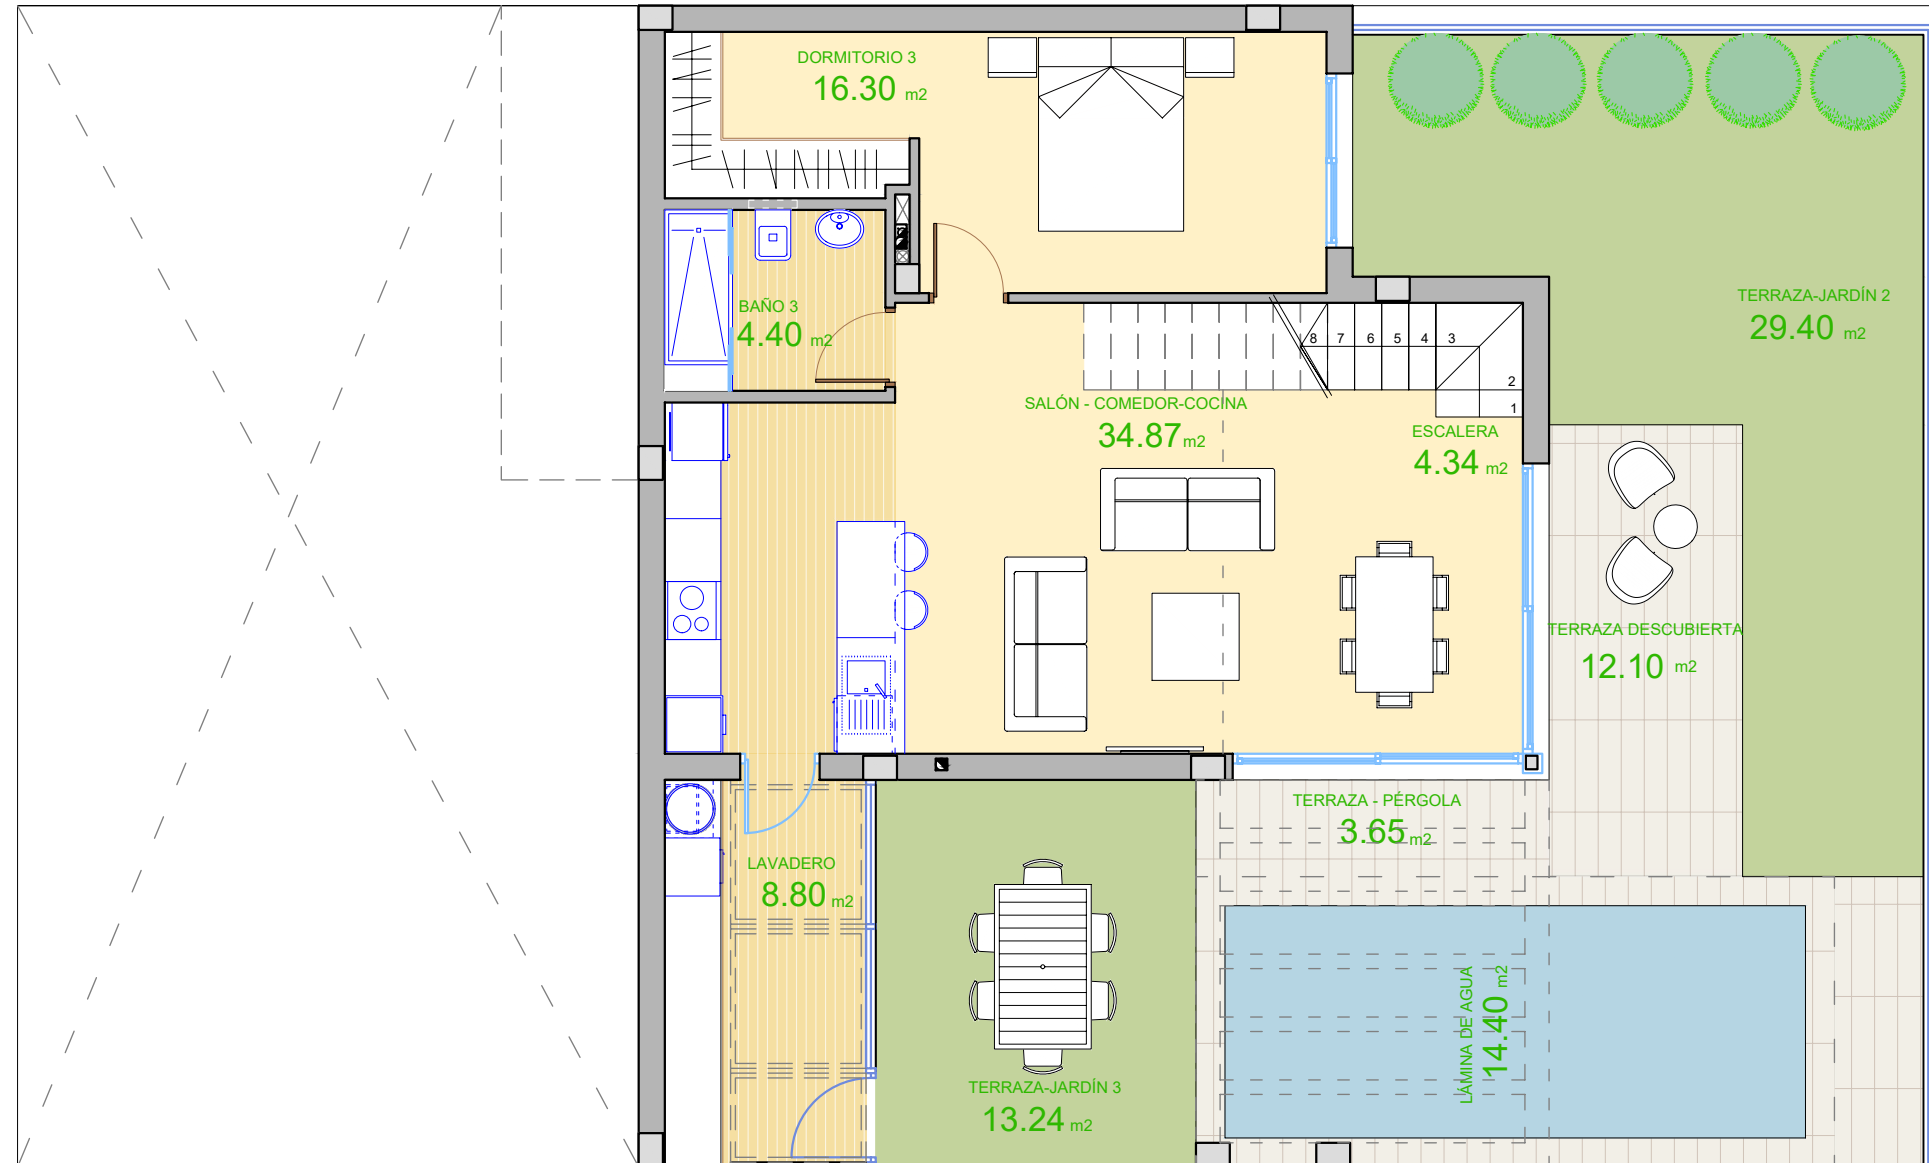 DORMITORIO 3
16.30 m2
BAÑO 3
4.40 m2
8 7 6 5 4 3
2
1
TERRAZA-JARDÍN 2
29.40 m2
SALÓN - COMEDOR-COCINA
34.87 m2
ESCALERA
4.34 m2
TERRAZA DESCUBIERTA
12.10 m2
TERRAZA - PÉRGOLA
3.65 m2
LAVADERO
8.80 m2
LÁMINA DE AGUA
14.40 m2
TERRAZA-JARDÍN 3
13.24 m2